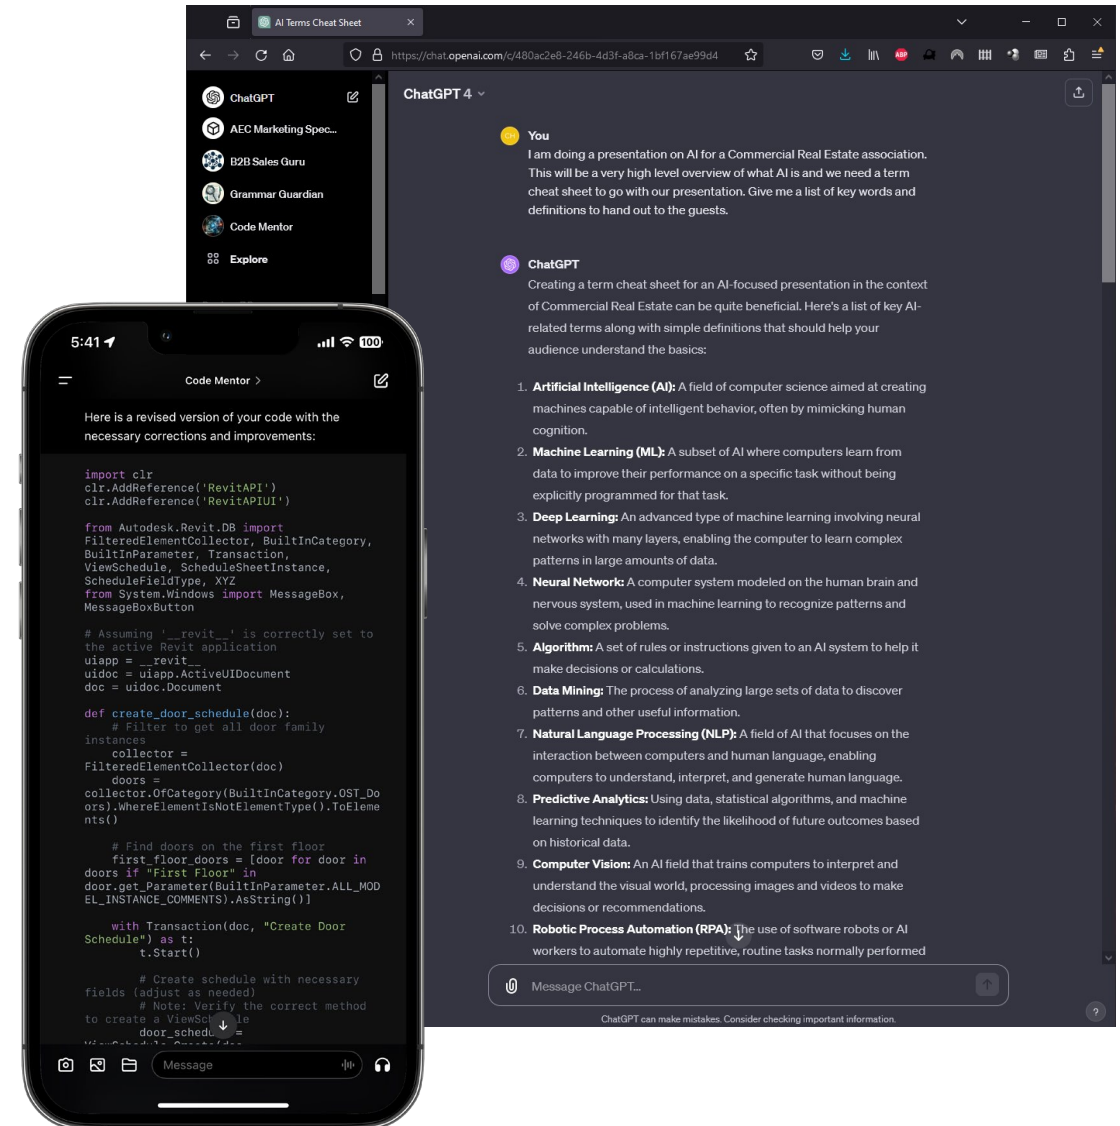 AI Terms Cheat Sheet
https://chat.openai.com/c/480ac2e8-246b-4d3f-a8ca-1bf167ae99d4
ABP
ChatGPT
AEC Marketing Spec...
B2B Sales Guru
Grammar Guardian
Code Mentor
Explore
ChatGPT 4
CH
You
I am doing a presentation on AI for a Commercial Real Estate association.
This will be a very high level overview of what AI is and we need a term
cheat sheet to go with our presentation. Give me a list of key words and
definitions to hand out to the guests.
ChatGPT
Creating a term cheat sheet for an AI-focused presentation in the context
of Commercial Real Estate can be quite beneficial. Here's a list of key AI-
related terms along with simple definitions that should help your
audience understand the basics:
1. Artificial Intelligence (AI): A field of computer science aimed at creating
machines capable of intelligent behavior, often by mimicking human
cognition.
2. Machine Learning (ML): A subset of AI where computers learn from
data to improve their performance on a specific task without being
explicitly programmed for that task.
3. Deep Learning: An advanced type of machine learning involving neural
networks with many layers, enabling the computer to learn complex
patterns in large amounts of data.
4. Neural Network: A computer system modeled on the human brain and
nervous system, used in machine learning to recognize patterns and
solve complex problems.
5. Algorithm: A set of rules or instructions given to an AI system to help it
make decisions or calculations.
6. Data Mining: The process of analyzing large sets of data to discover
patterns and other useful information.
7. Natural Language Processing (NLP): A field of AI that focuses on the
interaction between computers and human language, enabling
computers to understand, interpret, and generate human language.
8. Predictive Analytics: Using data, statistical algorithms, and machine
learning techniques to identify the likelihood of future outcomes based
on historical data.
9. Computer Vision: An AI field that trains computers to interpret and
understand the visual world, processing images and videos to make
decisions or recommendations.
10. Robotic Process Automation (RPA): The use of software robots or AI
workers to automate highly repetitive, routine tasks normally performed
Message ChatGPT...
ChatGPT can make mistakes. Consider checking important information.
?
5:41
100
Code Mentor >
Here is a revised version of your code with the
necessary corrections and improvements:
import clr
clr.AddReference('RevitAPI')
clr.AddReference('RevitAPIUI')
from Autodesk.Revit.DB import
FilteredElementCollector, BuiltInCategory,
BuiltInParameter, Transaction,
ViewSchedule, ScheduleSheetInstance,
ScheduleFieldType, XYZ
from System.Windows import MessageBox,
MessageBoxButton
# Assuming '__revit__' is correctly set to
the active Revit application
uiapp = __revit__
uidoc = uiapp.ActiveUIDocument
doc = uidoc.Document
def create_door_schedule(doc):
# Filter to get all door family
instances
collector =
FilteredElementCollector(doc)
doors =
collector.OfCategory(BuiltInCategory.OST_Do
ors).WhereElementIsNotElementType().ToEleme
nts()
# Find doors on the first floor
first_floor_doors = [door for door in
doors if "First Floor" in
door.get_Parameter(BuiltInParameter.ALL_MOD
EL_INSTANCE_COMMENTS).AsString()]
with Transaction(doc, "Create Door
Schedule") as t:
t.Start()
# Create schedule with necessary
fields (adjust as needed)
# Note: Verify the correct method
to create a
door_sched =
Message